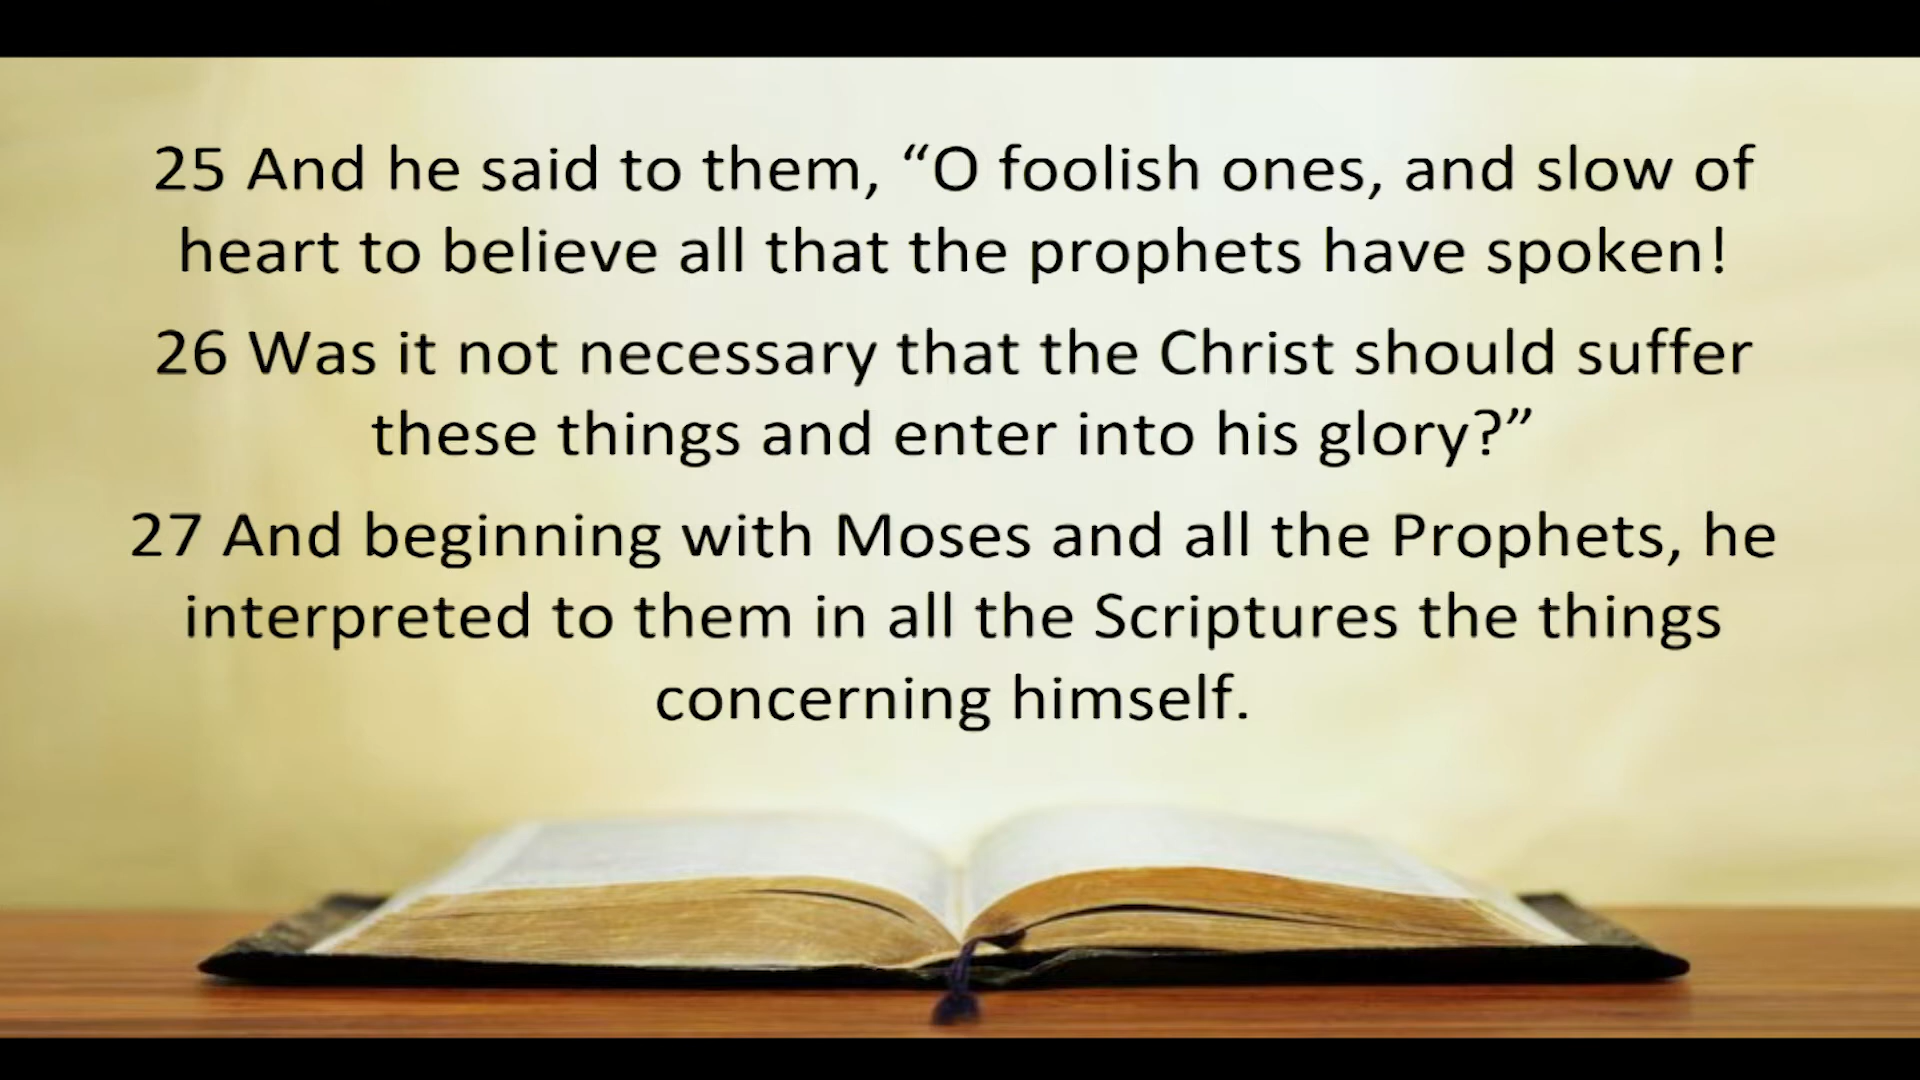 25 And he said to them, “O foolish ones, and slow of
heart to believe all that the prophets have spoken!
26 Was it not necessary that the Christ should suffer
these things and enter into his glory?”
27 And beginning with Moses and all the Prophets, he
interpreted to them in all the Scriptures the things
concerning himself.